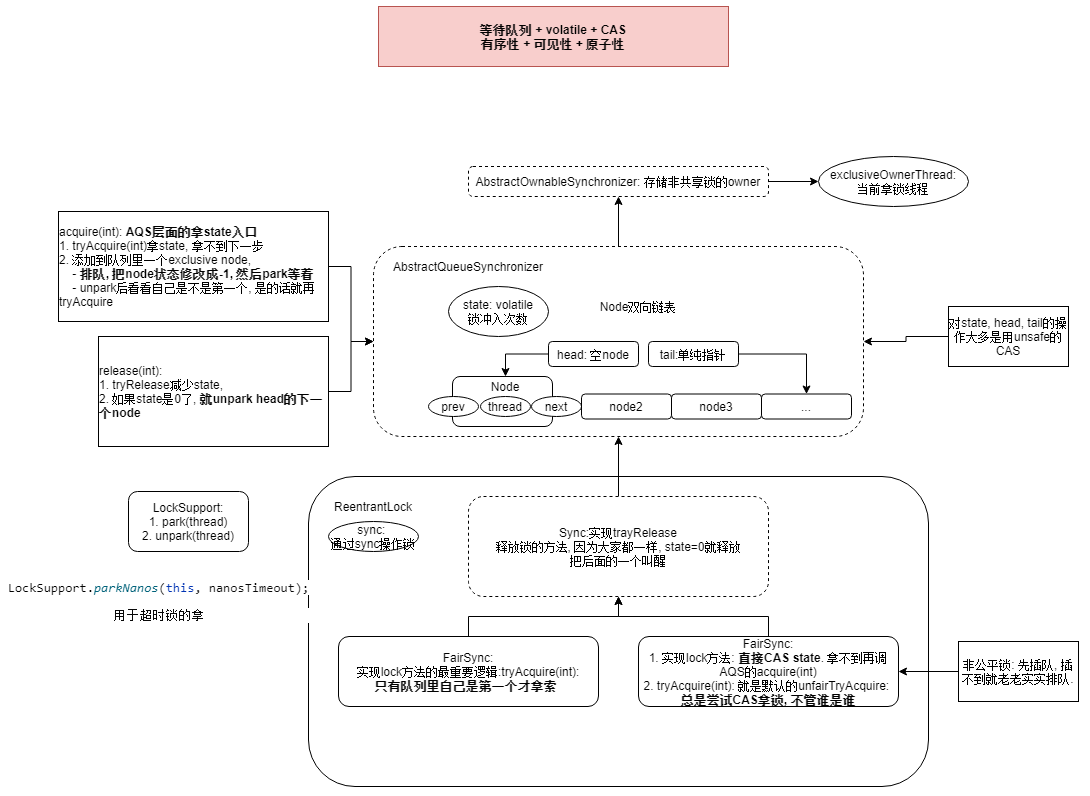 等待队列 + volatile + CAS
有序性 + 可见性 + 原子性
AbstractOwnableSynchronizer: 存储非共享锁的owner
exclusiveOwnerThread:
当前拿锁线程
acquire(int): AQS层面的拿state入口
1. tryAcquire(int)拿state, 拿不到下一步
2. 添加到队列里一个exclusive node,
- 排队, 把node状态修改成-1, 然后park等着
- unpark后看看自己是不是第一个, 是的话就再
tryAcquire
AbstractQueueSynchronizer
state: volatile
锁冲入次数
Node双向链表
head: 空node
tail:单纯指针
Node
prev
thread
next
node2
node3
...
对state, head, tail的操
作大多是用unsafe的
CAS
release(int):
1. tryRelease减少state,
2. 如果state是0了, 就unpark head的下一
个node
LockSupport:
1. park(thread)
2. unpark(thread)
LockSupport.parkNanos(this, nanosTimeout);
用于超时锁的拿
ReentrantLock
sync:
通过sync操作锁
Sync:实现trayRelease
释放锁的方法, 因为大家都一样, state=0就释放
把后面的一个叫醒
FairSync:
实现lock方法的最重要逻辑:tryAcquire(int):
只有队列里自己是第一个才拿索
FairSync:
1. 实现lock方法: 直接CAS state. 拿不到再调
AQS的acquire(int)
2. tryAcquire(int): 就是默认的unfairTryAcquire:
总是尝试CAS拿锁, 不管谁是谁
非公平锁: 先插队, 插
不到就老老实实排队.